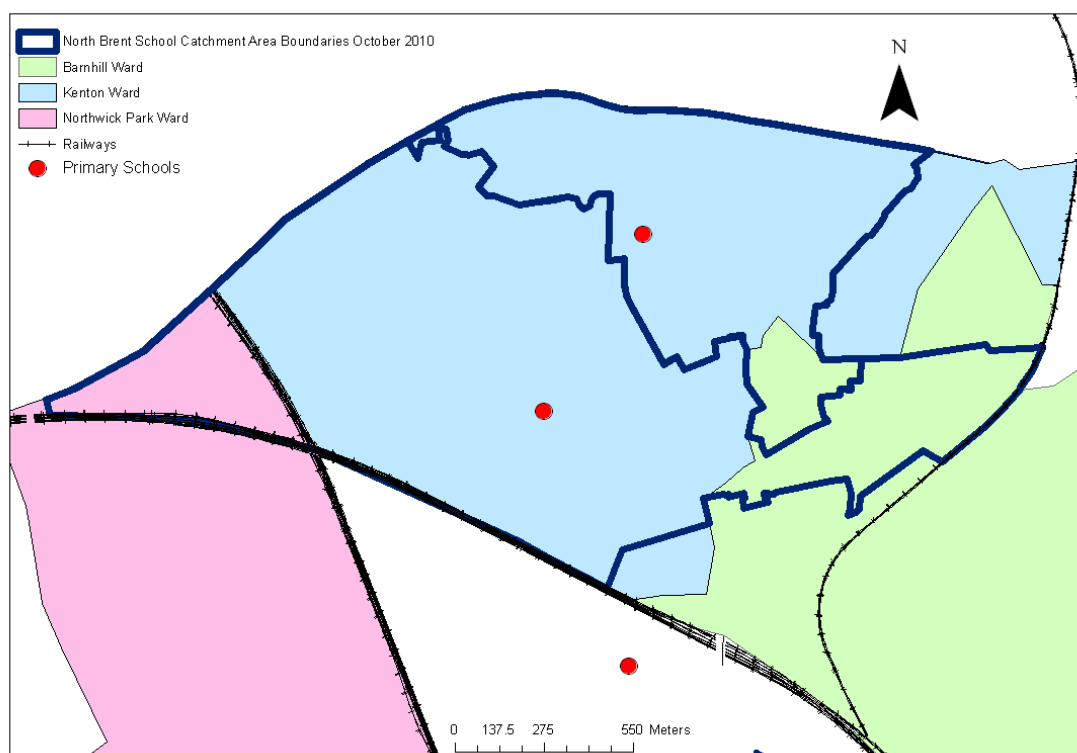 North Brent School Catchment Area Boundaries October 2010
Barnhill Ward
Kenton Ward
Northwick Park Ward
Railways
Primary Schools
N
0 137.5 275 550 Meters